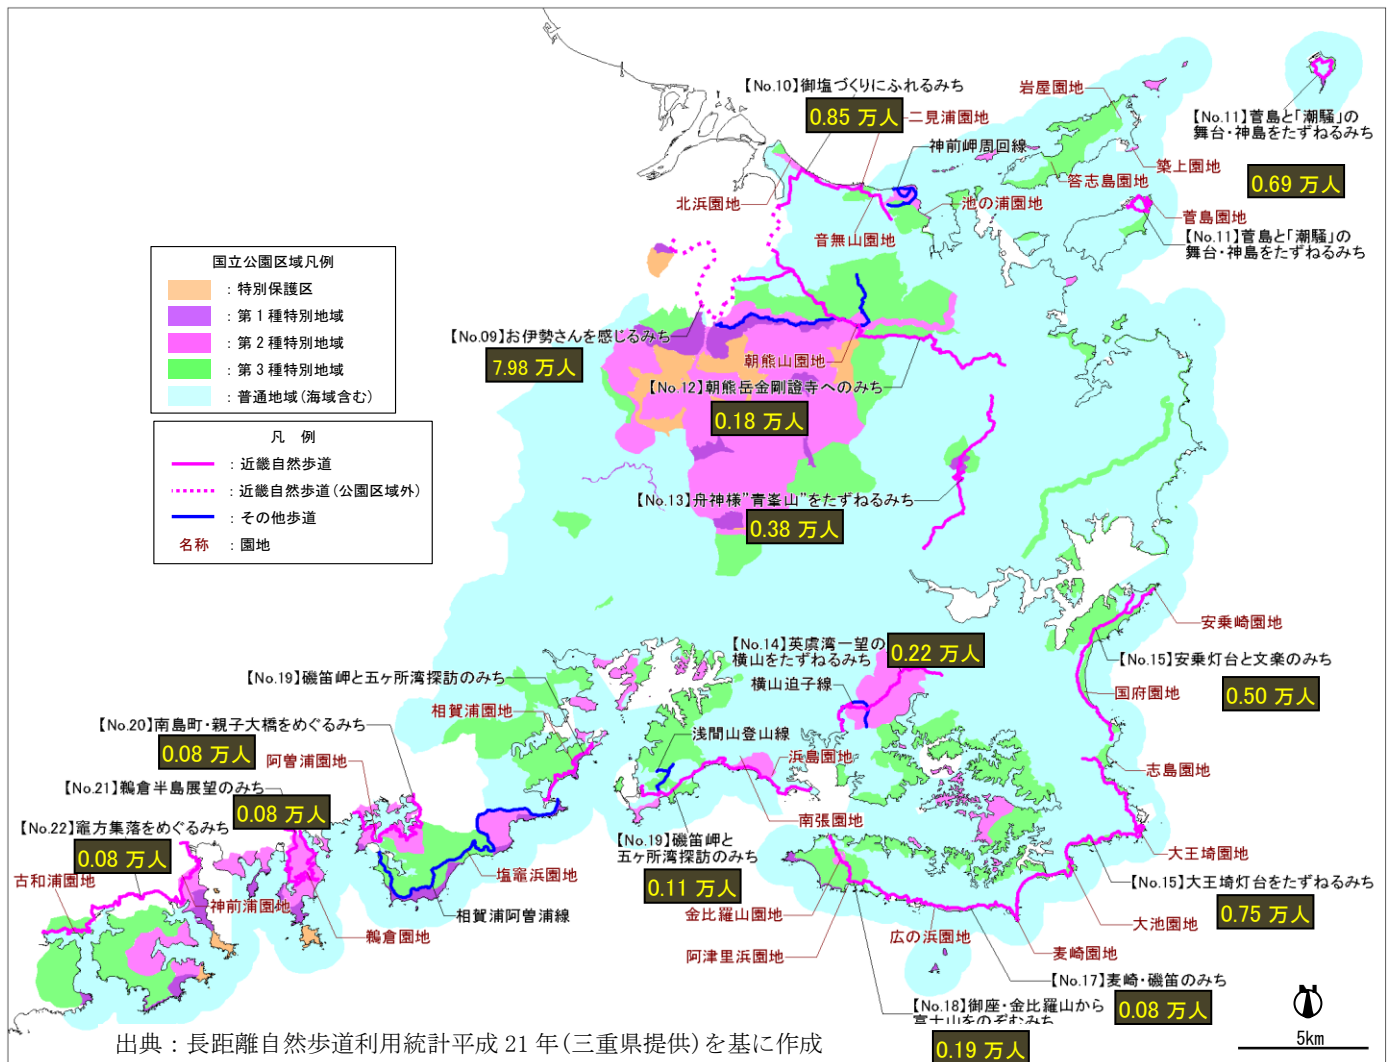 【No.10】御塩づくりにふれるみち
0.85 万人
二見浦園地
神前岬周回線
岩屋園地
【No.11】菅島と「潮騒」の
舞台・神島をたずねるみち
0.69 万人
築上園地
答志島園地
菅島園地
【No.11】菅島と「潮騒」の
舞台・神島をたずねるみち
池の浦園地
北浜園地
音無山園地
国立公園区域凡例
：特別保護区
：第１種特別地域
：第２種特別地域
：第３種特別地域
：普通地域(海域含む)
凡　例
：近畿自然歩道
：近畿自然歩道(公園区域外)
：その他歩道
名称 ：園地
【No.09】お伊勢さんを感じるみち
7.98 万人
朝熊山園地
【No.12】朝熊岳金剛證寺へのみち
0.18 万人
【No.13】舟神様”青峯山”をたずねるみち
0.38 万人
安乗崎園地
【No.15】安乗灯台と文楽のみち
0.50 万人
国府園地
【No.14】英虞湾一望の
横山をたずねるみち
0.22 万人
横山迫子線
【No.19】磯笛岬と五ヶ所湾探訪のみち
相賀浦園地
【No.20】南島町・親子大橋をめぐるみち
0.08 万人
阿曽浦園地
浅間山登山線
浜島園地
志島園地
【No.21】鵜倉半島展望のみち
0.08 万人
南張園地
【No.22】竈方集落をめぐるみち
0.08 万人
古和浦園地
神前浦園地
鵜倉園地
塩竈浜園地
相賀浦阿曽浦線
【No.19】磯笛岬と
五ヶ所湾探訪のみち
0.11 万人
大王埼園地
【No.15】大王埼灯台をたずねるみち
0.75 万人
金比羅山園地
阿津里浜園地
広の浜園地
大池園地
麦崎園地
【No.17】麦崎・磯笛のみち
0.08 万人
【No.18】御座・金比羅山から
富士山をのぞむみち
0.19 万人
5km
出典：長距離自然歩道利用統計平成 21 年(三重県提供)を基に作成